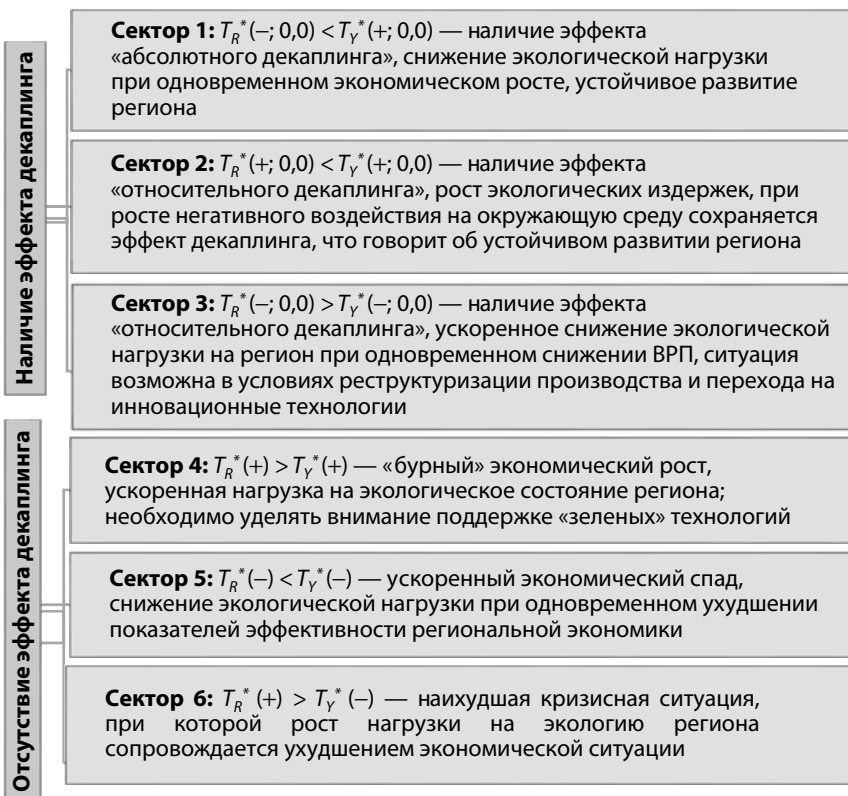 Наличие эффекта декаплинга
Сектор 1: T_R^* (–; 0,0) < T_Y^* (+; 0,0) — наличие эффекта
«абсолютного декаплинга», снижение экологической нагрузки
при одновременном экономическом росте, устойчивое развитие
региона
Сектор 2: T_R^* (+; 0,0) < T_Y^* (+; 0,0) — наличие эффекта
«относительного декаплинга», рост экологических издержек, при
росте негативного воздействия на окружающую среду сохраняется
эффект декаплинга, что говорит об устойчивом развитии региона
Сектор 3: T_R^* (–; 0,0) > T_Y^* (–; 0,0) — наличие эффекта
«относительного декаплинга», ускоренное снижение экологической
нагрузки на регион при одновременном снижении ВРП, ситуация
возможна в условиях реструктуризации производства и перехода на
инновационные технологии
Отсутствие эффекта декаплинга
Сектор 4: T_R^* (+) > T_Y^* (+) — «бурный» экономический рост,
ускоренная нагрузка на экологическое состояние региона;
необходимо уделять внимание поддержке «зеленых» технологий
Сектор 5: T_R^* (–) < T_Y^* (–) — ускоренный экономический спад,
снижение экологической нагрузки при одновременном ухудшении
показателей эффективности региональной экономики
Сектор 6: T_R^* (+) > T_Y^* (–) — наихудшая кризисная ситуация,
при которой рост нагрузки на экологию региона
сопровождается ухудшением экономической ситуации